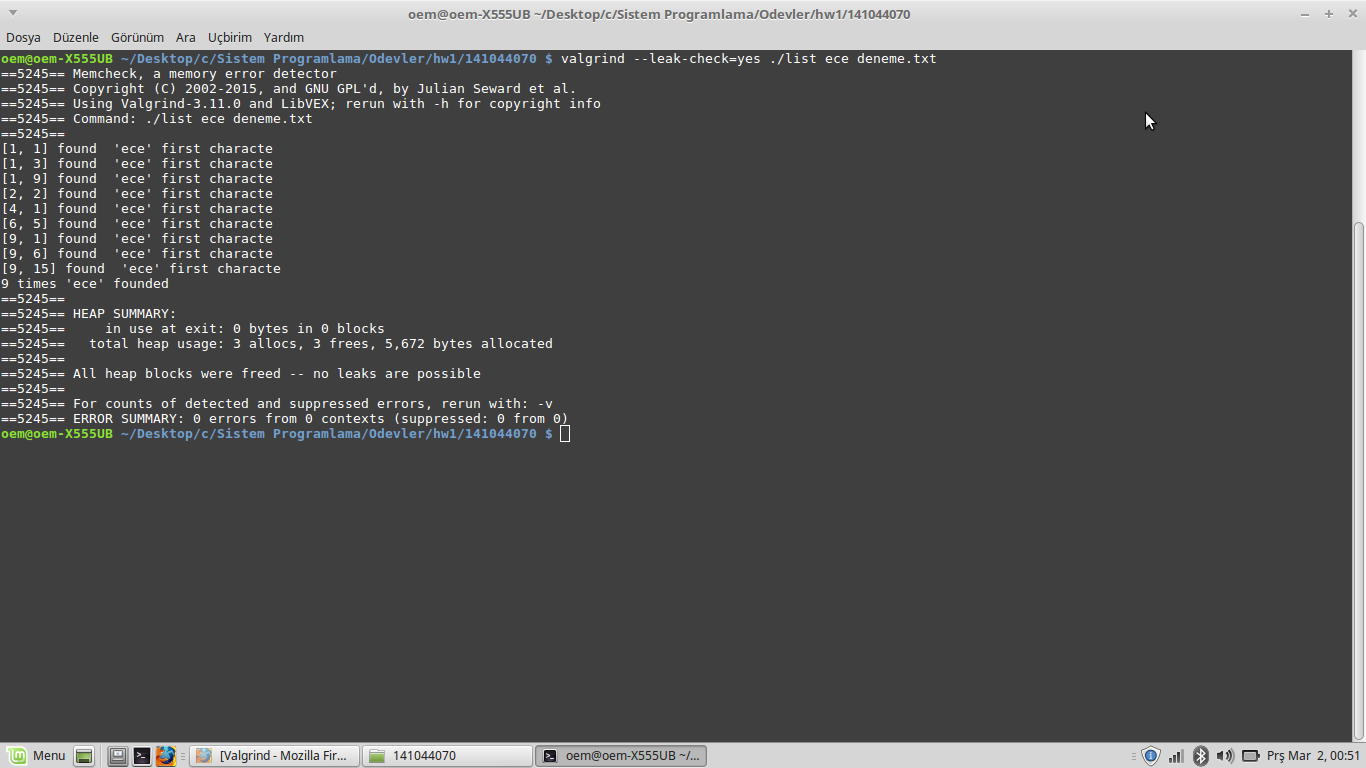 oem@oem-X555UB ~/Desktop/c/Sistem Programlama/Odevler/hw1/141044070
Dosya Düzenle Görünüm Ara Uçbirim Yardım
oem@oem-X555UB ~/Desktop/c/Sistem Programlama/Odevler/hw1/141044070 $ valgrind --leak-check=yes ./list ece deneme.txt
==5245== Memcheck, a memory error detector
==5245== Copyright (C) 2002-2015, and GNU GPL'd, by Julian Seward et al.
==5245== Using Valgrind-3.11.0 and LibVEX; rerun with -h for copyright info
==5245== Command: ./list ece deneme.txt
==5245==
[1, 1] found  'ece' first characte
[1, 3] found  'ece' first characte
[1, 9] found  'ece' first characte
[2, 2] found  'ece' first characte
[4, 1] found  'ece' first characte
[6, 5] found  'ece' first characte
[9, 1] found  'ece' first characte
[9, 6] found  'ece' first characte
[9, 15] found  'ece' first characte
9 times 'ece' founded
==5245==
==5245== HEAP SUMMARY:
==5245==     in use at exit: 0 bytes in 0 blocks
==5245==   total heap usage: 3 allocs, 3 frees, 5,672 bytes allocated
==5245==
==5245== All heap blocks were freed -- no leaks are possible
==5245==
==5245== For counts of detected and suppressed errors, rerun with: -v
==5245== ERROR SUMMARY: 0 errors from 0 contexts (suppressed: 0 from 0)
oem@oem-X555UB ~/Desktop/c/Sistem Programlama/Odevler/hw1/141044070 $
Menu [Valgrind - Mozilla Fir... 141044070 oem@oem-X555UB ~/... Prş Mar  2, 00:51